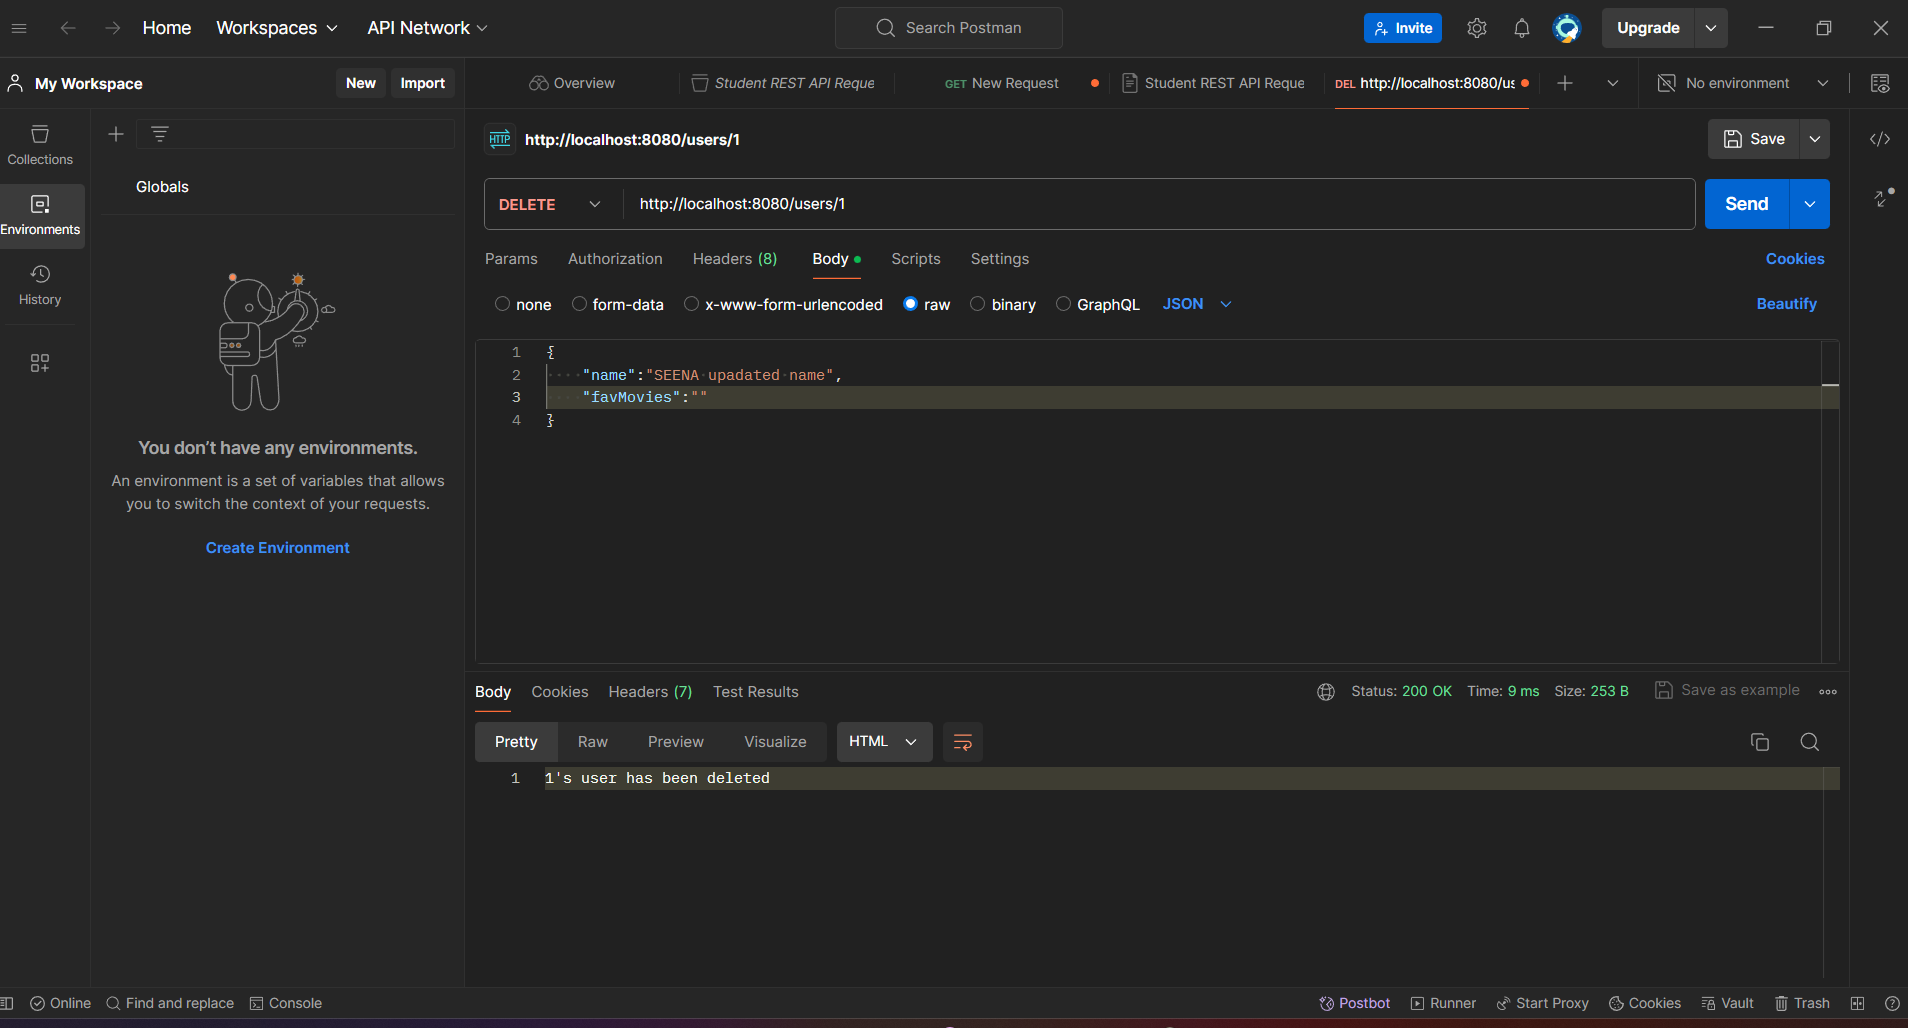 Home Workspaces API Network Search Postman Invite Upgrade
My Workspace New Import Overview Student REST API Reque GET New Request Student REST API Reque DEL http://localhost:8080/us No environment
Collections
Environments
History
Globals
You don’t have any environments.
An environment is a set of variables that allows
you to switch the context of your requests.
Create Environment
HTTP http://localhost:8080/users/1 Save
DELETE http://localhost:8080/users/1 Send
Params Authorization Headers (8) Body Scripts Settings Cookies
none form-data x-www-form-urlencoded raw binary GraphQL JSON Beautify
1 {
2 "name":"SEENA upadated name",
3 "favMovies":""
4 }
Body Cookies Headers (7) Test Results Status: 200 OK Time: 9 ms Size: 253 B Save as example
Pretty Raw Preview Visualize HTML
1 1's user has been deleted
Online Find and replace Console Postbot Runner Start Proxy Cookies Vault Trash